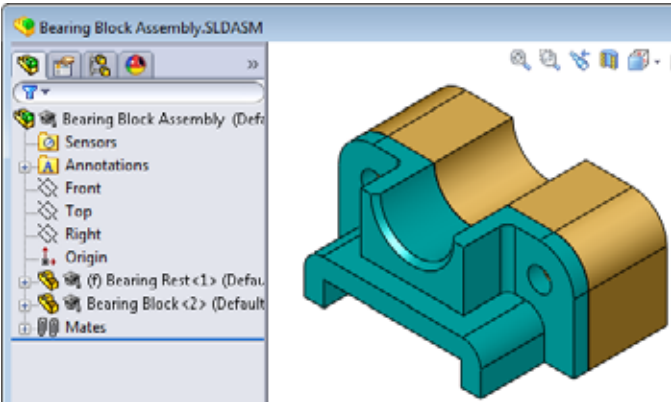 Bearing Block Assembly.SLDASM
»
Bearing Block Assembly (Defa
Sensors
A Annotations
Front
Top
Right
Origin
(f) Bearing Rest<1> (Defau
Bearing Block<2> (Default
Mates